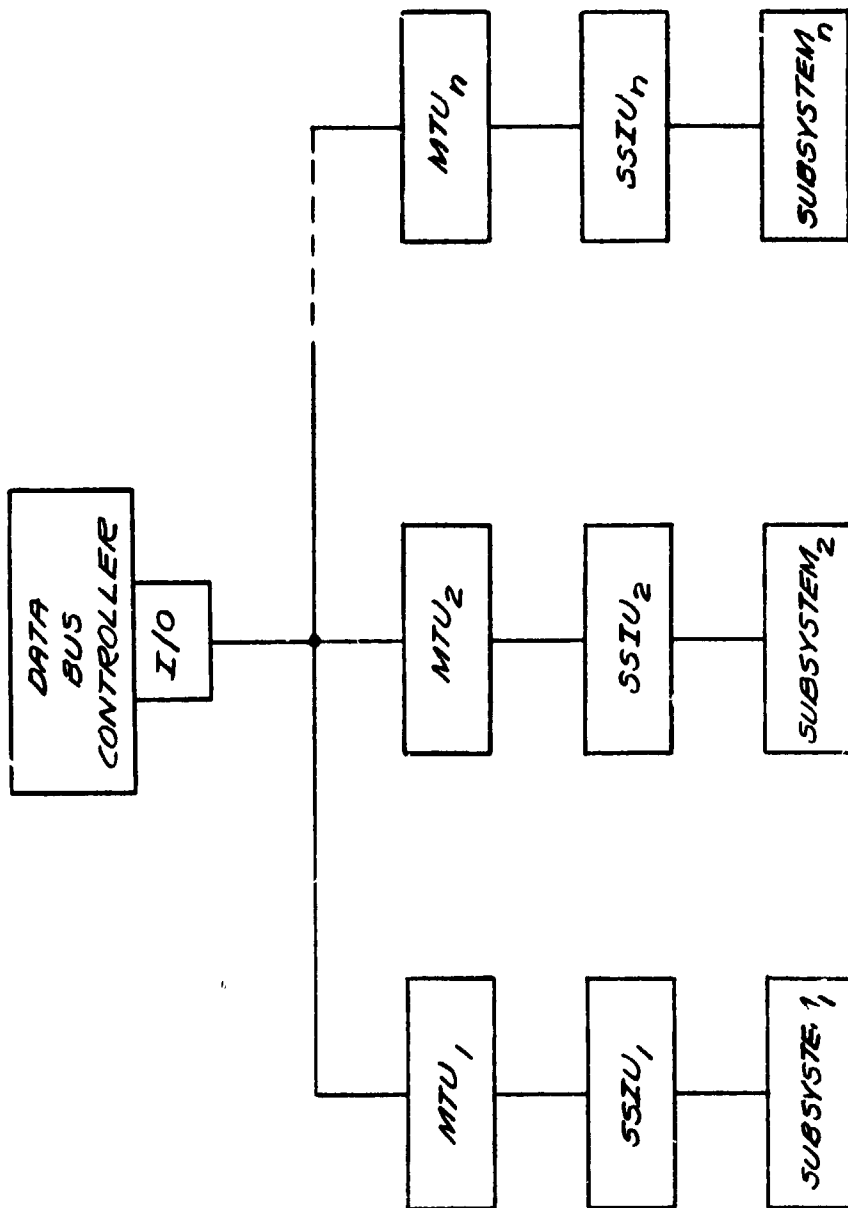 DATA
BUS
CONTROLLER
I/O
MTU₁
MTU₂
MTUₙ
SSIU₁
SSIU₂
SSIUₙ
SUBSYSTEM₂
SUBSYSTEMₙ